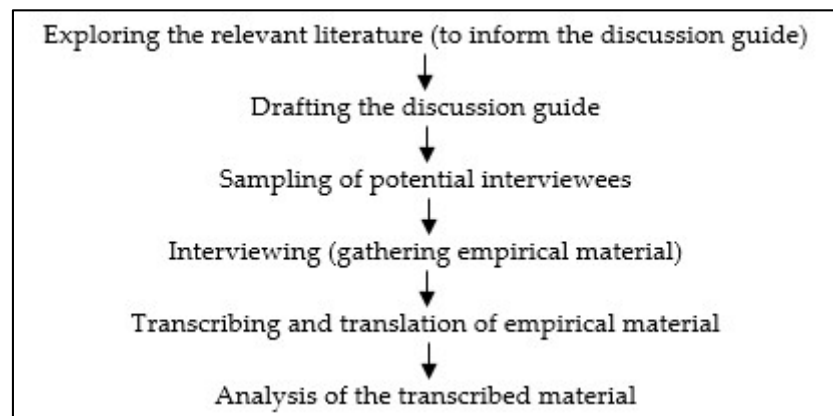 Exploring the relevant literature (to inform the discussion guide)
Drafting the discussion guide
Sampling of potential interviewees
Interviewing (gathering empirical material)
Transcribing and translation of empirical material
Analysis of the transcribed material